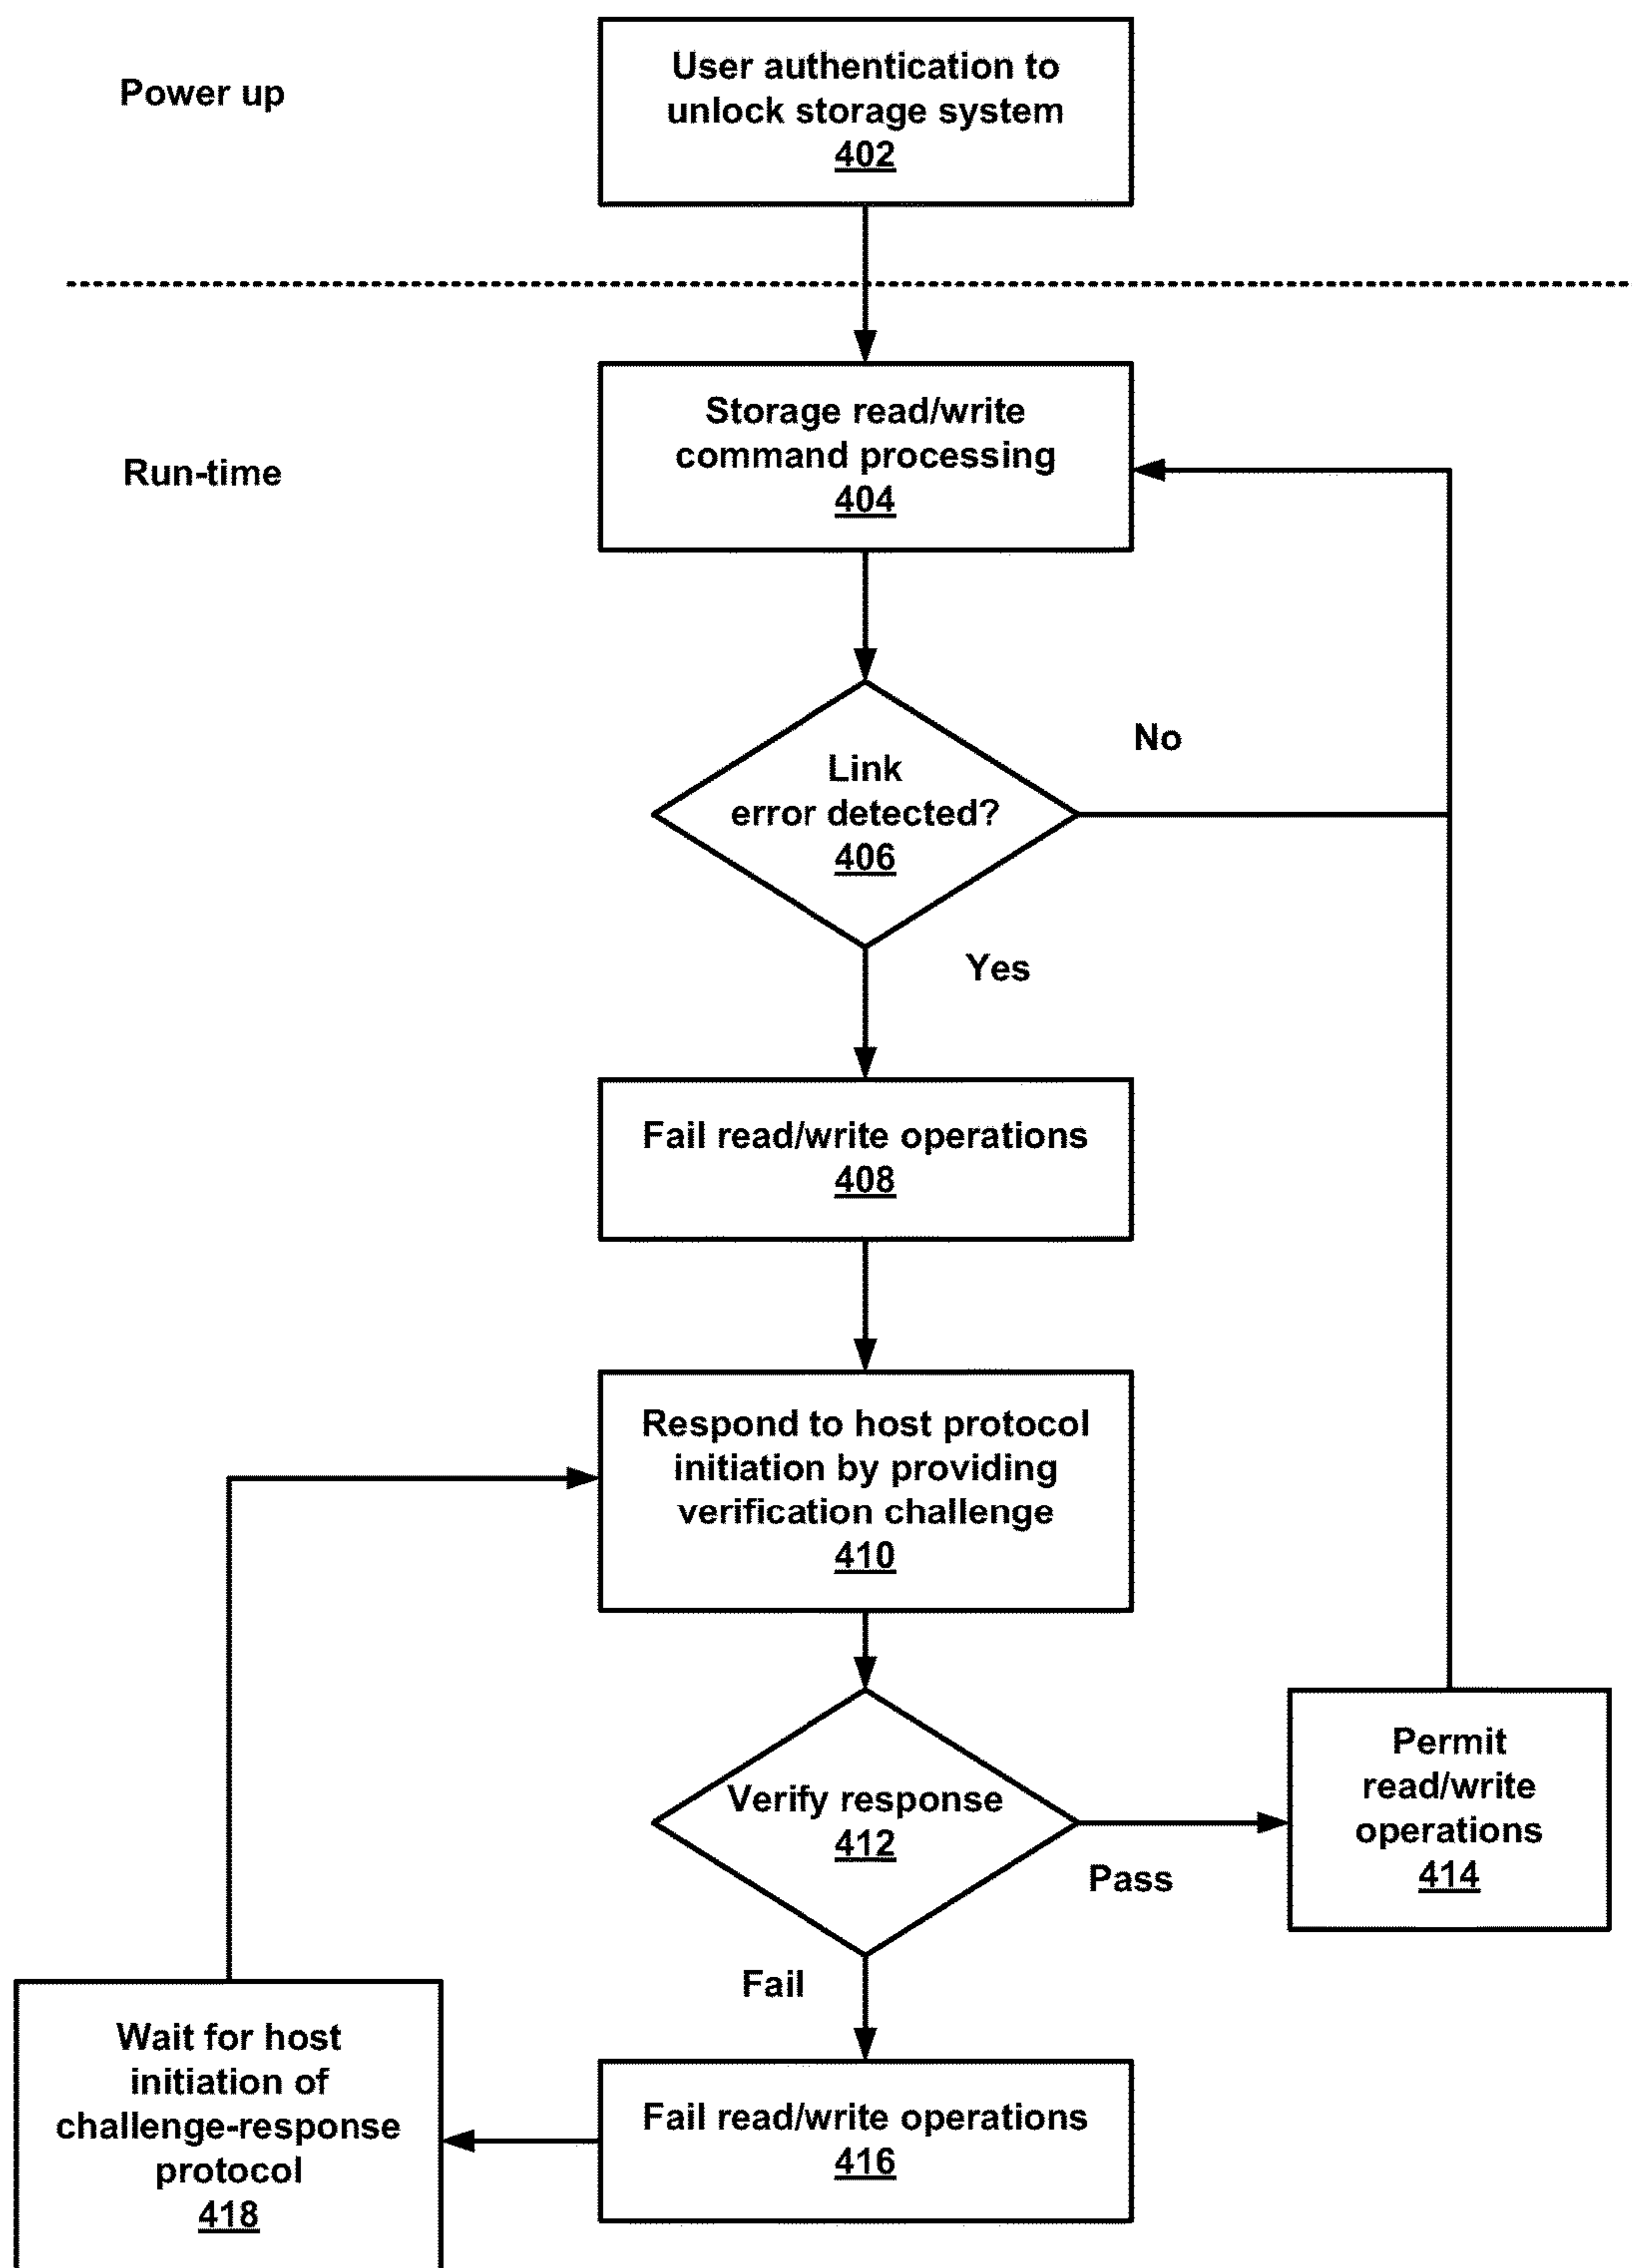 Power up
User authentication to
unlock storage system
402
Run-time
Storage read/write
command processing
404
No
Link
error detected?
406
Yes
Fail read/write operations
408
Respond to host protocol
initiation by providing
verification challenge
410
Verify response
412
Pass
Permit
read/write
operations
414
Fail
Wait for host
initiation of
challenge-response
protocol
418
Fail read/write operations
416